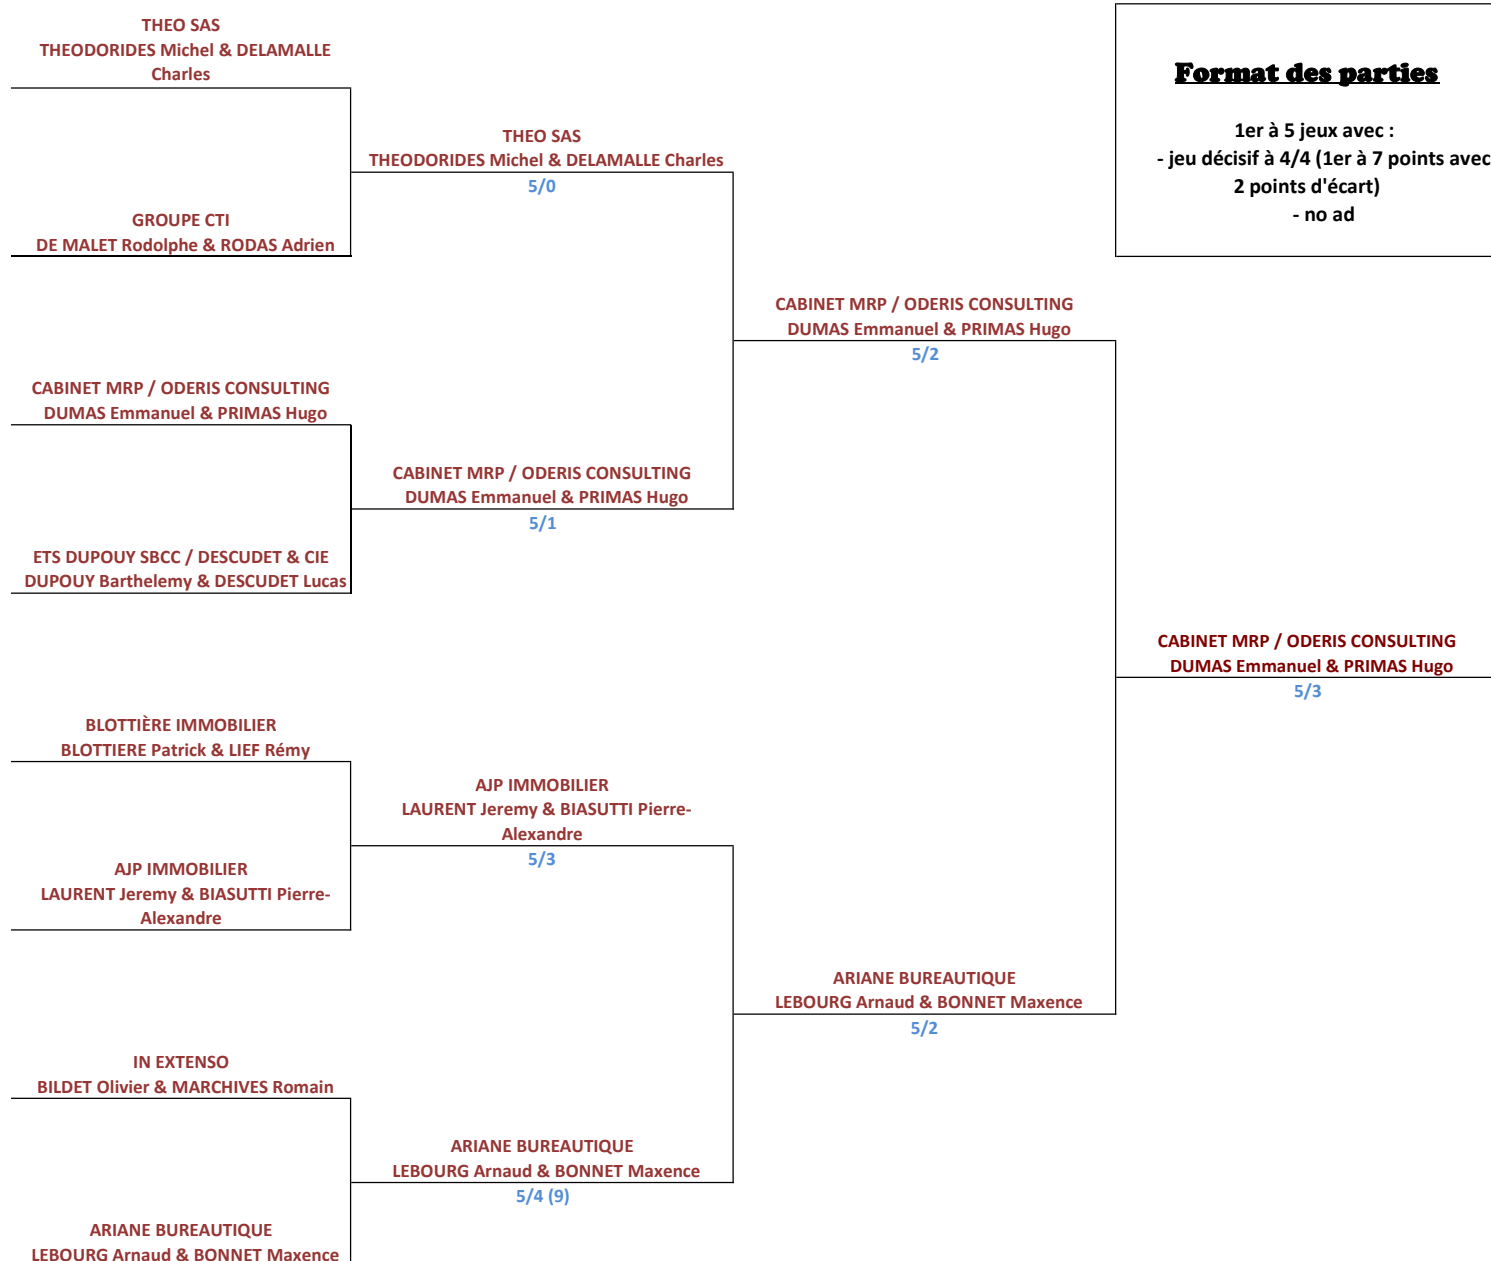 THEO SAS
THEODORIDES Michel & DELAMALLE
Charles
Format des parties
1er à 5 jeux avec :
- jeu décisif à 4/4 (1er à 7 points avec
2 points d'écart)
- no ad
THEO SAS
THEODORIDES Michel & DELAMALLE Charles
5/0
GROUPE CTI
DE MALET Rodolphe & RODAS Adrien
CABINET MRP / ODERIS CONSULTING
DUMAS Emmanuel & PRIMAS Hugo
5/2
CABINET MRP / ODERIS CONSULTING
DUMAS Emmanuel & PRIMAS Hugo
CABINET MRP / ODERIS CONSULTING
DUMAS Emmanuel & PRIMAS Hugo
5/1
ETS DUPOUY SBCC / DESCUDET & CIE
DUPOUY Barthelemy & DESCUDET Lucas
CABINET MRP / ODERIS CONSULTING
DUMAS Emmanuel & PRIMAS Hugo
5/3
BLOTTIÈRE IMMOBILIER
BLOTTIERE Patrick & LIEF Rémy
AJP IMMOBILIER
LAURENT Jeremy & BIASUTTI Pierre-
Alexandre
5/3
AJP IMMOBILIER
LAURENT Jeremy & BIASUTTI Pierre-
Alexandre
ARIANE BUREAUTIQUE
LEBOURG Arnaud & BONNET Maxence
5/2
IN EXTENSO
BILDET Olivier & MARCHIVES Romain
ARIANE BUREAUTIQUE
LEBOURG Arnaud & BONNET Maxence
5/4 (9)
ARIANE BUREAUTIQUE
LEBOURG Arnaud & BONNET Maxence